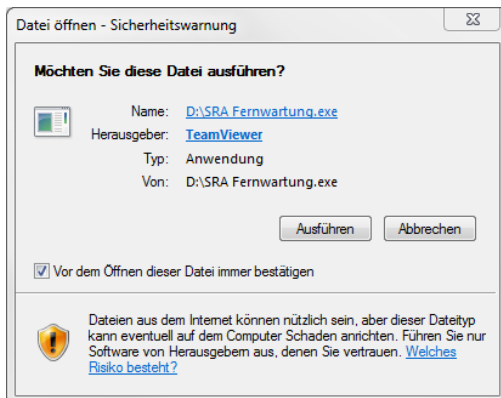 Datei öffnen - Sicherheitswarnung
Möchten Sie diese Datei ausführen?
Name: D:\SRA Fernwartung.exe
Herausgeber: TeamViewer
Typ: Anwendung
Von: D:\SRA Fernwartung.exe
Ausführen Abbrechen
Vor dem Öffnen dieser Datei immer bestätigen
Dateien aus dem Internet können nützlich sein, aber dieser Dateityp
kann eventuell auf dem Computer Schaden anrichten. Führen Sie nur
Software von Herausgebern aus, denen Sie vertrauen. Welches
Risiko besteht?